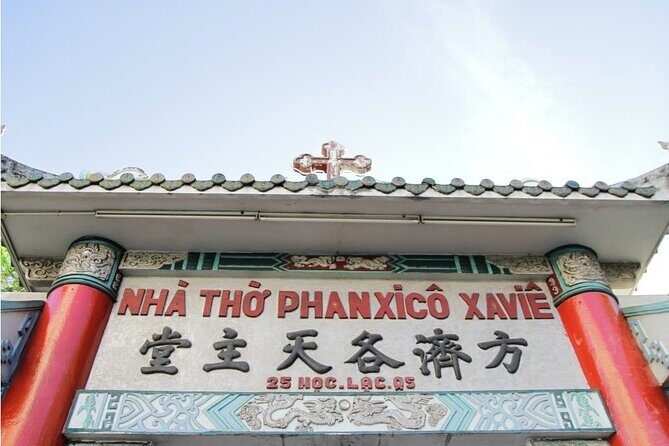 NHÀ THỜ PHANXICÔ XAVIÊ
堂主天各濟方
25 HỌC.LẠC.Q5